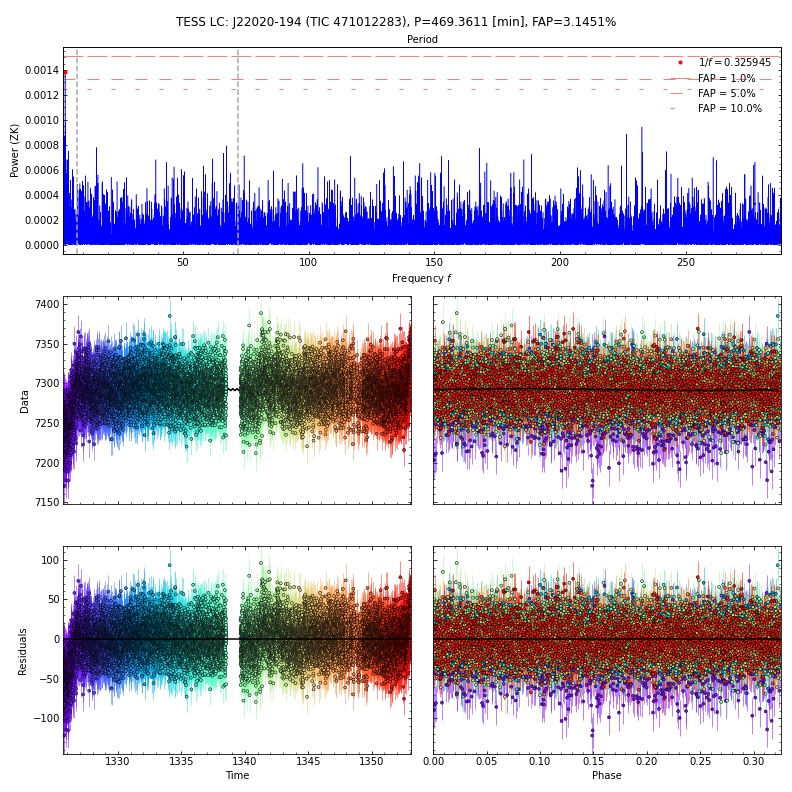 TESS LC: J22020-194 (TIC 471012283), P=469.3611 [min], FAP=3.1451%
Period
Power (ZK)
0.0014
0.0012
0.0010
0.0008
0.0006
0.0004
0.0002
0.0000
1/f = 0.325945
FAP = 1.0%
FAP = 5.0%
FAP = 10.0%
50 100 150 200 250
Frequency f
Data
7400
7350
7300
7250
7200
7150
Residuals
100
50
0
−50
−100
1330 1335 1340 1345 1350
Time
0.00 0.05 0.10 0.15 0.20 0.25 0.30
Phase